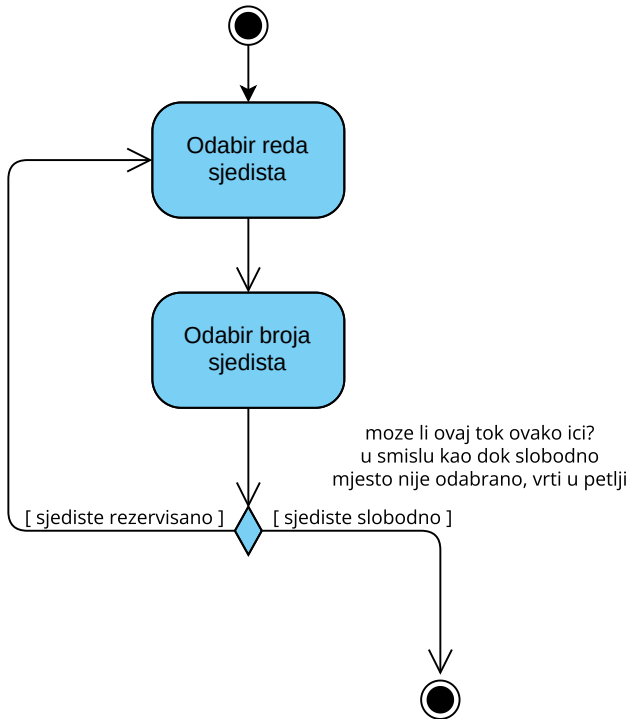 Odabir reda
sjedista
Odabir broja
sjedista
moze li ovaj tok ovako ici?
u smislu kao dok slobodno
mjesto nije odabrano, vrti u petlji
[ sjediste rezervisano ]
[ sjediste slobodno ]